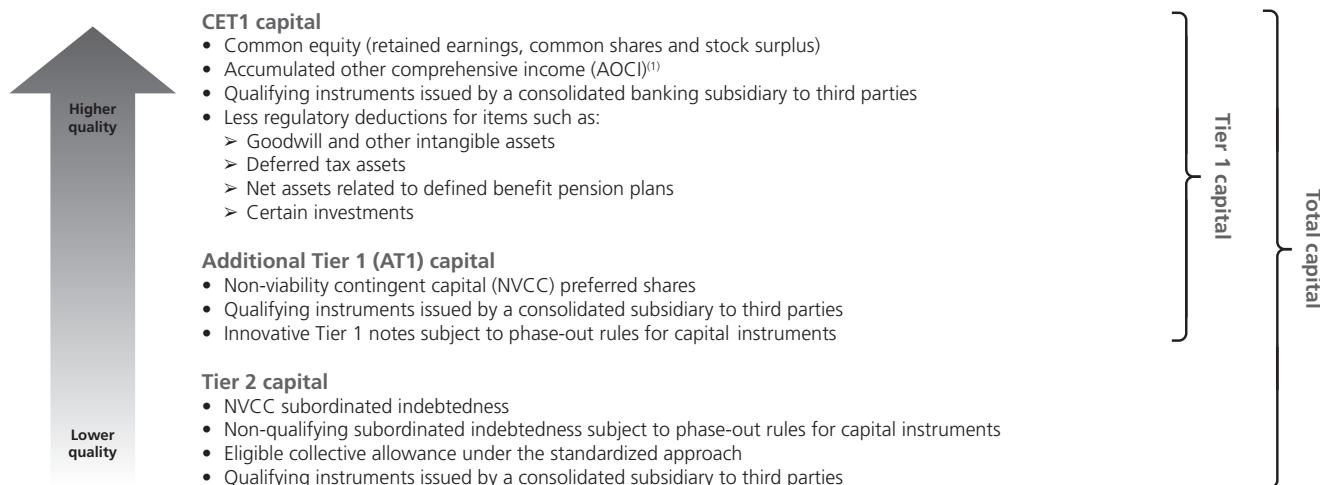 CET1 capital
• Common equity (retained earnings, common shares and stock surplus)
• Accumulated other comprehensive income (AOCI)(1)
• Qualifying instruments issued by a consolidated banking subsidiary to third parties
• Less regulatory deductions for items such as:
➢ Goodwill and other intangible assets
➢ Deferred tax assets
➢ Net assets related to defined benefit pension plans
➢ Certain investments
Additional Tier 1 (AT1) capital
• Non-viability contingent capital (NVCC) preferred shares
• Qualifying instruments issued by a consolidated subsidiary to third parties
• Innovative Tier 1 notes subject to phase-out rules for capital instruments
Tier 2 capital
• NVCC subordinated indebtedness
• Non-qualifying subordinated indebtedness subject to phase-out rules for capital instruments
• Eligible collective allowance under the standardized approach
• Qualifying instruments issued by a consolidated subsidiary to third parties
Higher
quality
Lower
quality
Tier 1 capital
Total capital